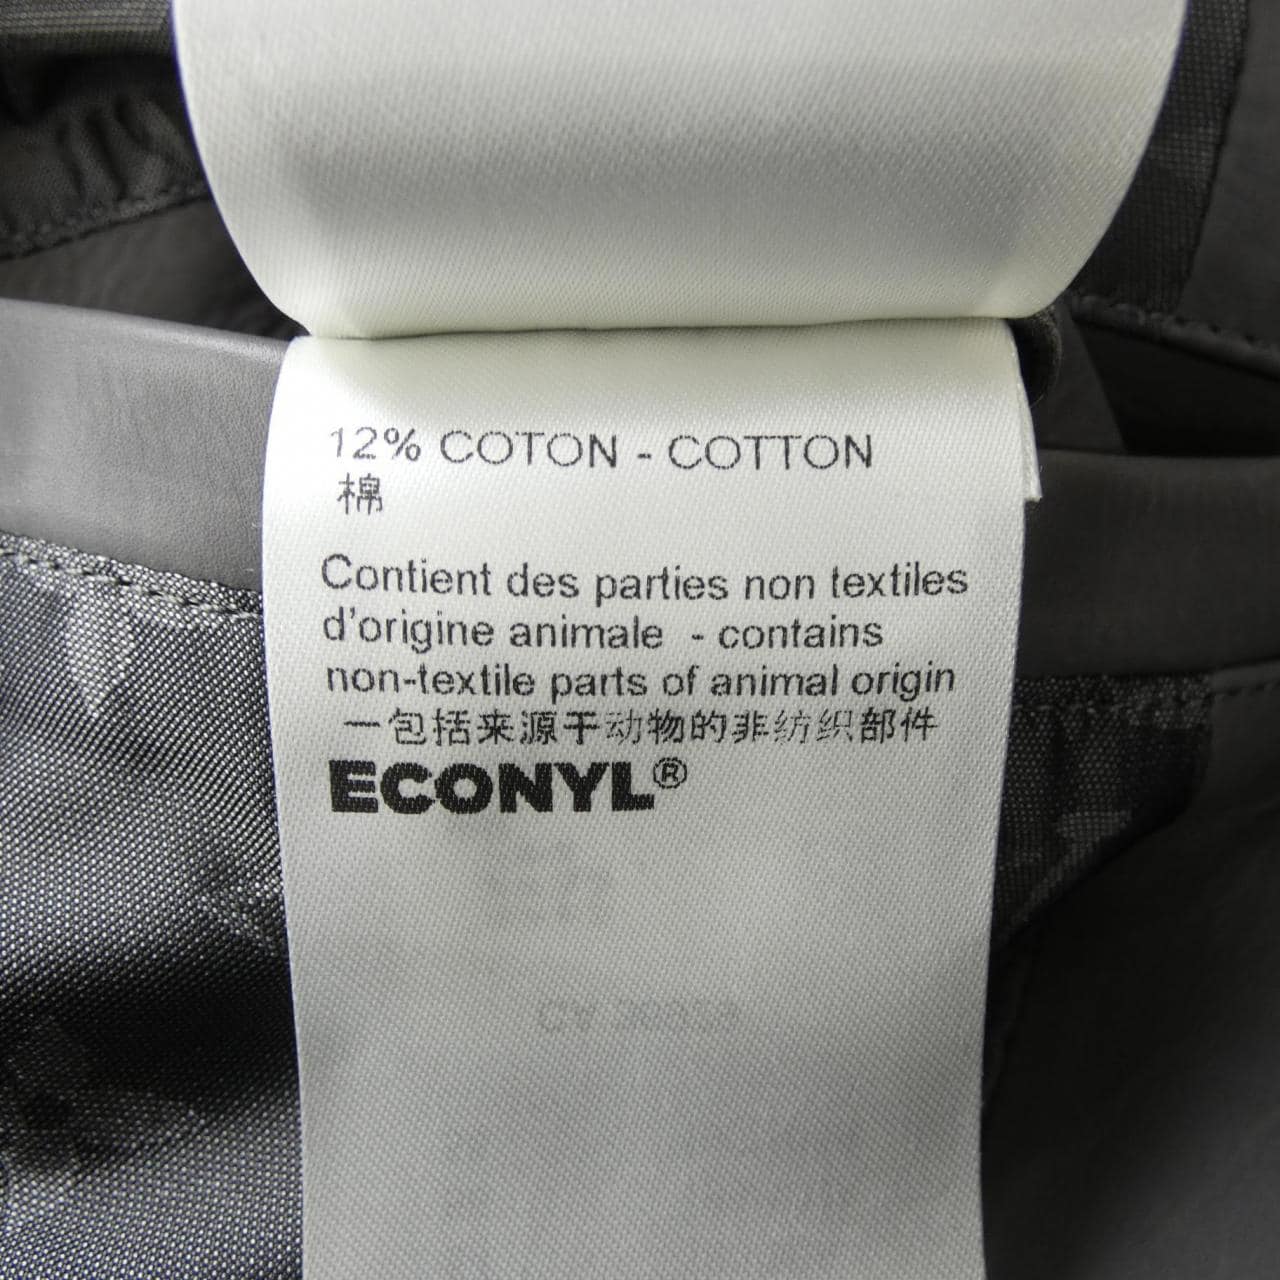 12% COTON - COTTON
棉
Contient des parties non textiles
d'origine animale - contains
non-textile parts of animal origin
一包括来源于动物的非纺织部件
ECONYL®